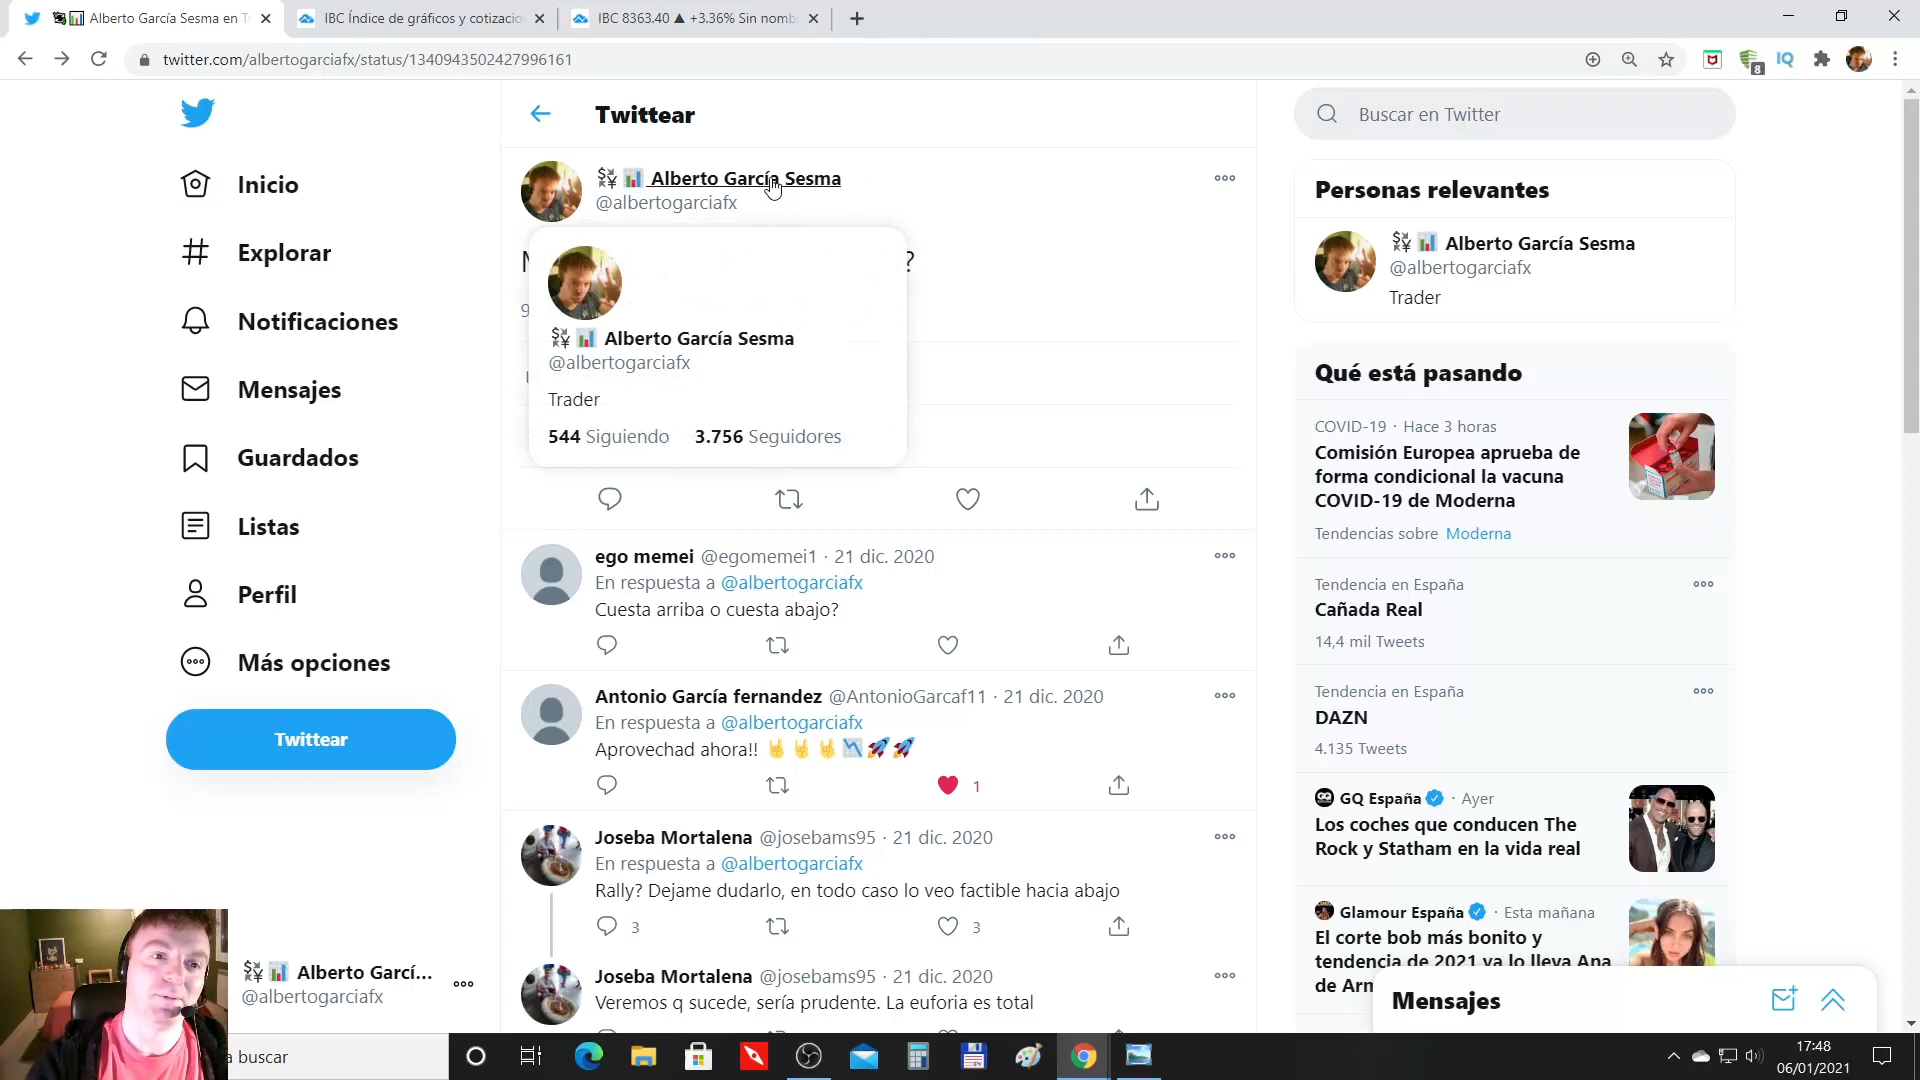 Alberto García Sesma en T
IBC Índice de gráficos y cotizacio
IBC 8363.40 ▲ +3.36% Sin nomb
twitter.com/albertogarciafx/status/1340943502427996161
8
IQ
Inicio
Explorar
Notificaciones
Mensajes
Guardados
Listas
Perfil
Más opciones
Twittear
Alberto Garcí...
@albertogarciafx
Twittear
Alberto García Sesma
@albertogarciafx
?
Alberto García Sesma
@albertogarciafx
Trader
544 Siguiendo 3.756 Seguidores
ego memei @egomemei1 · 21 dic. 2020
En respuesta a @albertogarciafx
Cuesta arriba o cuesta abajo?
Antonio García fernandez @AntonioGarcaf11 · 21 dic. 2020
En respuesta a @albertogarciafx
Aprovechad ahora!! 🤘🤘🤘📉🚀🚀
1
Joseba Mortalena @josebams95 · 21 dic. 2020
En respuesta a @albertogarciafx
Rally? Dejame dudarlo, en todo caso lo veo factible hacia abajo
3 3
Joseba Mortalena @josebams95 · 21 dic. 2020
Veremos q sucede, sería prudente. La euforia es total
Buscar en Twitter
Personas relevantes
Alberto García Sesma
@albertogarciafx
Trader
Qué está pasando
COVID-19 · Hace 3 horas
Comisión Europea aprueba de
forma condicional la vacuna
COVID-19 de Moderna
Tendencias sobre Moderna
Tendencia en España
Cañada Real
14,4 mil Tweets
Tendencia en España
DAZN
4.135 Tweets
GQ España · Ayer
Los coches que conducen The
Rock y Statham en la vida real
Glamour España · Esta mañana
El corte bob más bonito y
tendencia de 2021 ya lo lleva Ana
de Arm
Mensajes
a buscar
17:48
06/01/2021